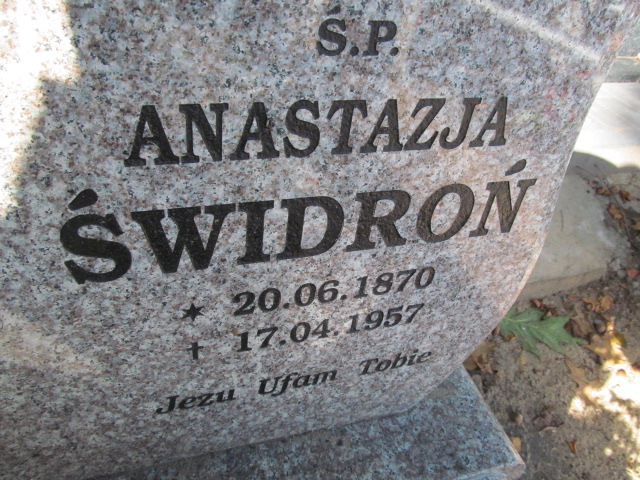 Ś.P.
ANASTAZJA
ŚWIDROŃ
✶ 20.06.1870
† 17.04.1957
Jezu Ufam Tobie